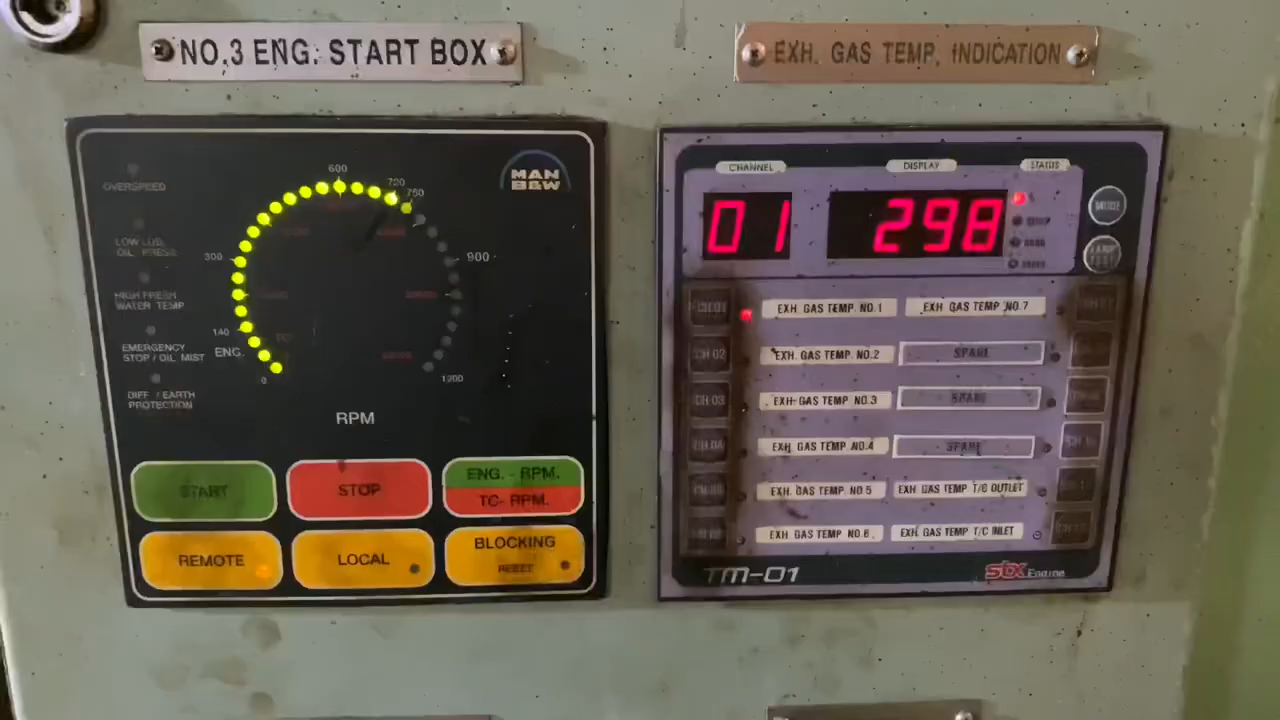 NO.3 ENG. START BOX
EXH. GAS TEMP. INDICATION
OVERSPEED
LOW LUB.
OIL PRESS
HIGH FRESH
WATER TEMP
EMERGENCY
STOP / OIL MIST
DIFF / EARTH
PROTECTION
600
720
750
300
900
140
ENG.
0
1200
RPM
MAN
B&W
START
STOP
ENG. - RPM.
TC- RPM.
REMOTE
LOCAL
BLOCKING
RESET
CHANNEL
DISPLAY
STATUS
01
298
MODE
LAMP
TEST
CH 01
EXH. GAS TEMP. NO.1
EXH. GAS TEMP. NO.7
CH 02
EXH. GAS TEMP. NO.2
SPARE
CH 03
EXH. GAS TEMP. NO.3
SPARE
CH 04
EXH. GAS TEMP. NO.4
SPARE
EXH. GAS TEMP. NO.5
EXH. GAS TEMP T/C OUTLET
EXH. GAS TEMP. NO.6
EXH. GAS TEMP. T/C INLET
TM-01
STX Engine